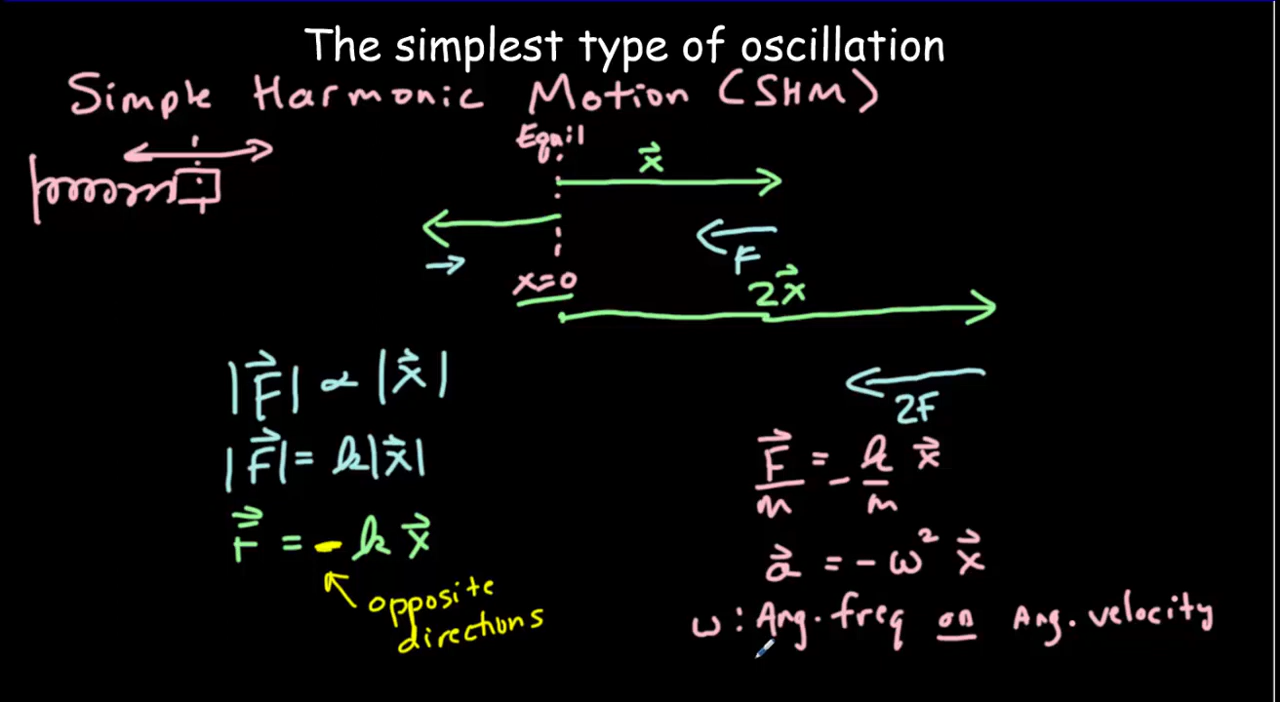 The simplest type of oscillation
Simple Harmonic Motion (SHM)
Equil
x⃗
F
x=0
2x⃗
2F
|F⃗| ∝ |x⃗|
|F⃗| = k|x⃗|
F⃗ = - k x⃗
opposite
directions
F⃗/m = - k/m x⃗
a⃗ = - ω² x⃗
ω : Ang. freq or Ang. velocity